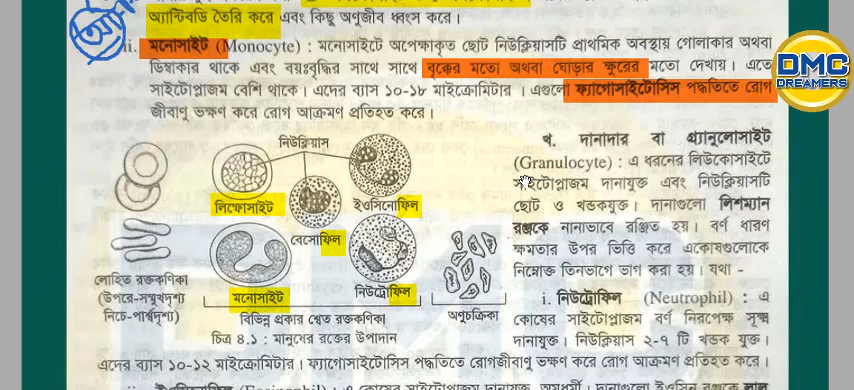 অ্যান্টিবডি তৈরি করে এবং কিছু অণুজীব ধ্বংস করে।
ii. মনোসাইট (Monocyte) : মনোসাইটে অপেক্ষাকৃত ছোট নিউক্লিয়াসটি প্রাথমিক অবস্থায় গোলাকার অথবা
ডিম্বাকার থাকে এবং বয়ঃবৃদ্ধির সাথে সাথে বৃক্কের মতো অথবা ঘোড়ার ক্ষুরের মতো দেখায়। এতে
সাইটোপ্লাজম বেশি থাকে। এদের ব্যাস ১০-১৮ মাইক্রোমিটার । এগুলো ফ্যাগোসাইটোসিস পদ্ধতিতে রোগ
জীবাণু ভক্ষণ করে রোগ আক্রমণ প্রতিহত করে।
DMC
DREAMERS
নিউক্লিয়াস
লিম্ফোসাইট
বেসোফিল
ইওসিনোফিল
মনোসাইট
নিউট্রোফিল
লোহিত রক্তকণিকা
(উপরে-সম্মুখদৃশ্য
নিচে-পার্শ্বদৃশ্য)
বিভিন্ন প্রকার শ্বেত রক্তকণিকা
অণুচক্রিকা
চিত্র ৪.১ : মানুষের রক্তের উপাদান
খ. দানাদার বা গ্র্যানুলোসাইট
(Granulocyte) : এ ধরনের লিউকোসাইটে
সাইটোপ্লাজম দানাযুক্ত এবং নিউক্লিয়াসটি
ছোট ও খন্ডকযুক্ত। দানাগুলো লিশম্যান
রঞ্জকে নানাভাবে রঞ্জিত হয়। বর্ণ ধারণ
ক্ষমতার উপর ভিত্তি করে একোষগুলোকে
নিম্নোক্ত তিনভাগে ভাগ করা হয়। যথা -
i. নিউট্রোফিল (Neutrophil) : এ
কোষের সাইটোপ্লাজম বর্ণ নিরপেক্ষ সূক্ষ্ম
দানাযুক্ত। নিউক্লিয়াস ২-৭ টি খন্ডক যুক্ত।
এদের ব্যাস ১০-১২ মাইক্রোমিটার। ফ্যাগোসাইটোসিস পদ্ধতিতে রোগজীবাণু ভক্ষণ করে রোগ আক্রমণ প্রতিহত করে।